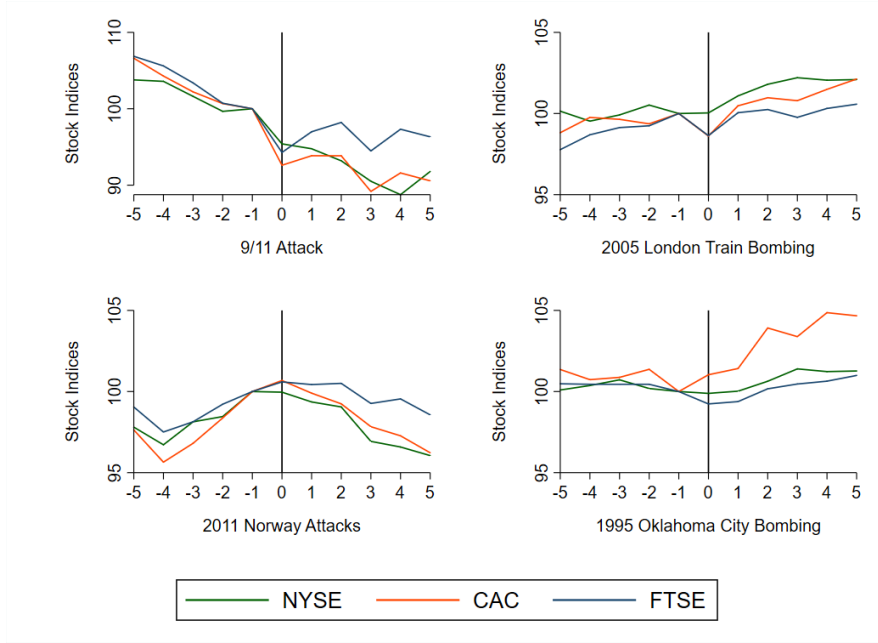 110
100
90
Stock Indices
-5 -4 -3 -2 -1 0 1 2 3 4 5
9/11 Attack
105
100
95
Stock Indices
-5 -4 -3 -2 -1 0 1 2 3 4 5
2005 London Train Bombing
105
100
95
Stock Indices
-5 -4 -3 -2 -1 0 1 2 3 4 5
2011 Norway Attacks
105
100
95
Stock Indices
-5 -4 -3 -2 -1 0 1 2 3 4 5
1995 Oklahoma City Bombing
NYSE CAC FTSE